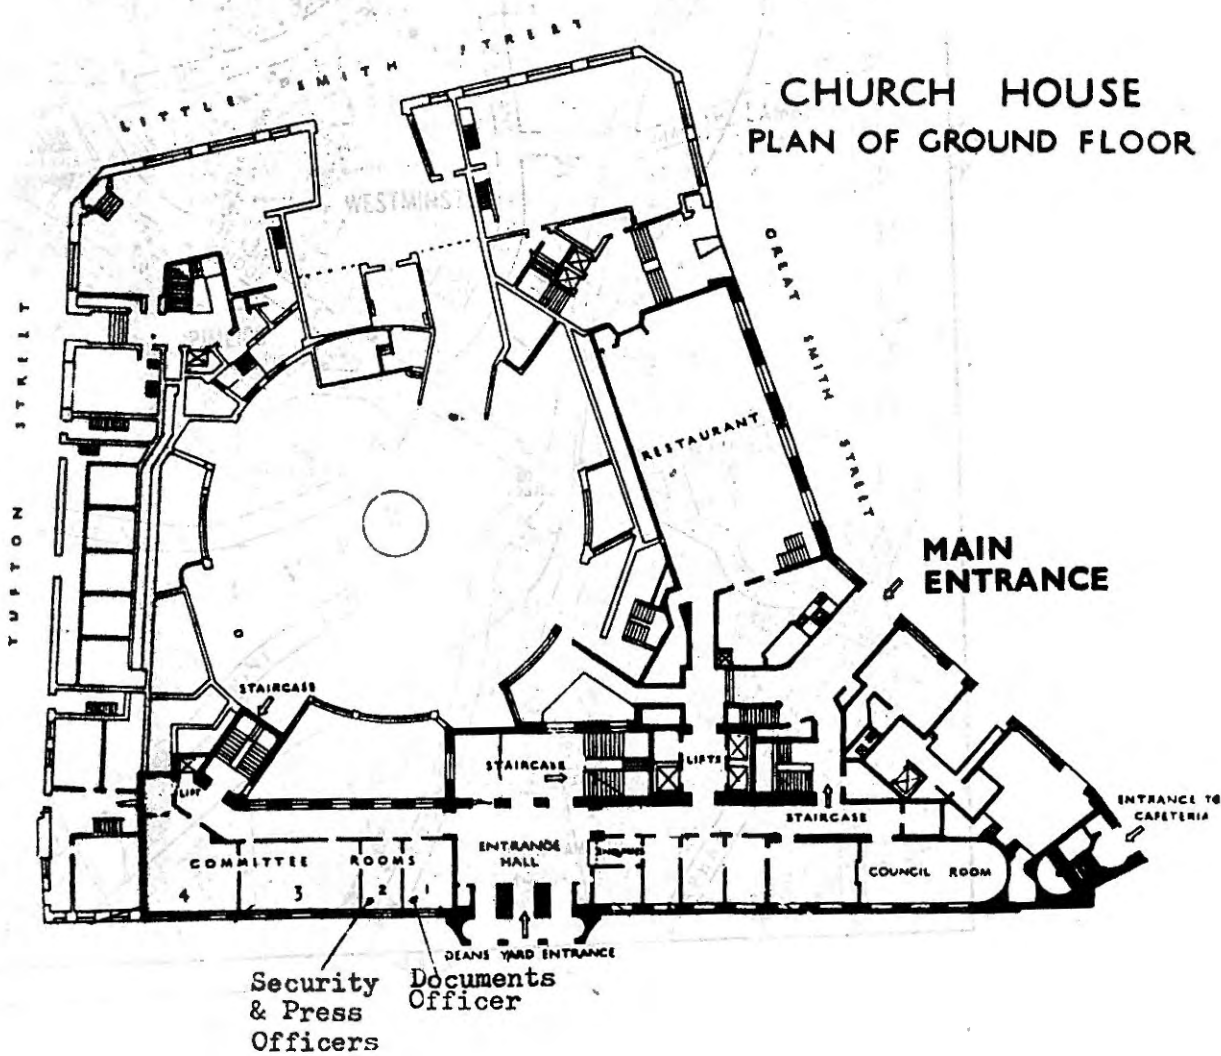 LITTLE SMITH STREET
CHURCH HOUSE
PLAN OF GROUND FLOOR
WESTMINST
GREAT SMITH STREET
TUFTON STREET
RESTAURANT
MAIN
ENTRANCE
STAIRCASE
STAIRCASE
LIFTS
LIFT
STAIRCASE
ENTRANCE TO
CAFETERIA
ENTRANCE
HALL
COMMITTEE ROOMS
4 3 2 1
COUNCIL ROOM
DEANS YARD ENTRANCE
Security
& Press
Officers
Documents
Officer